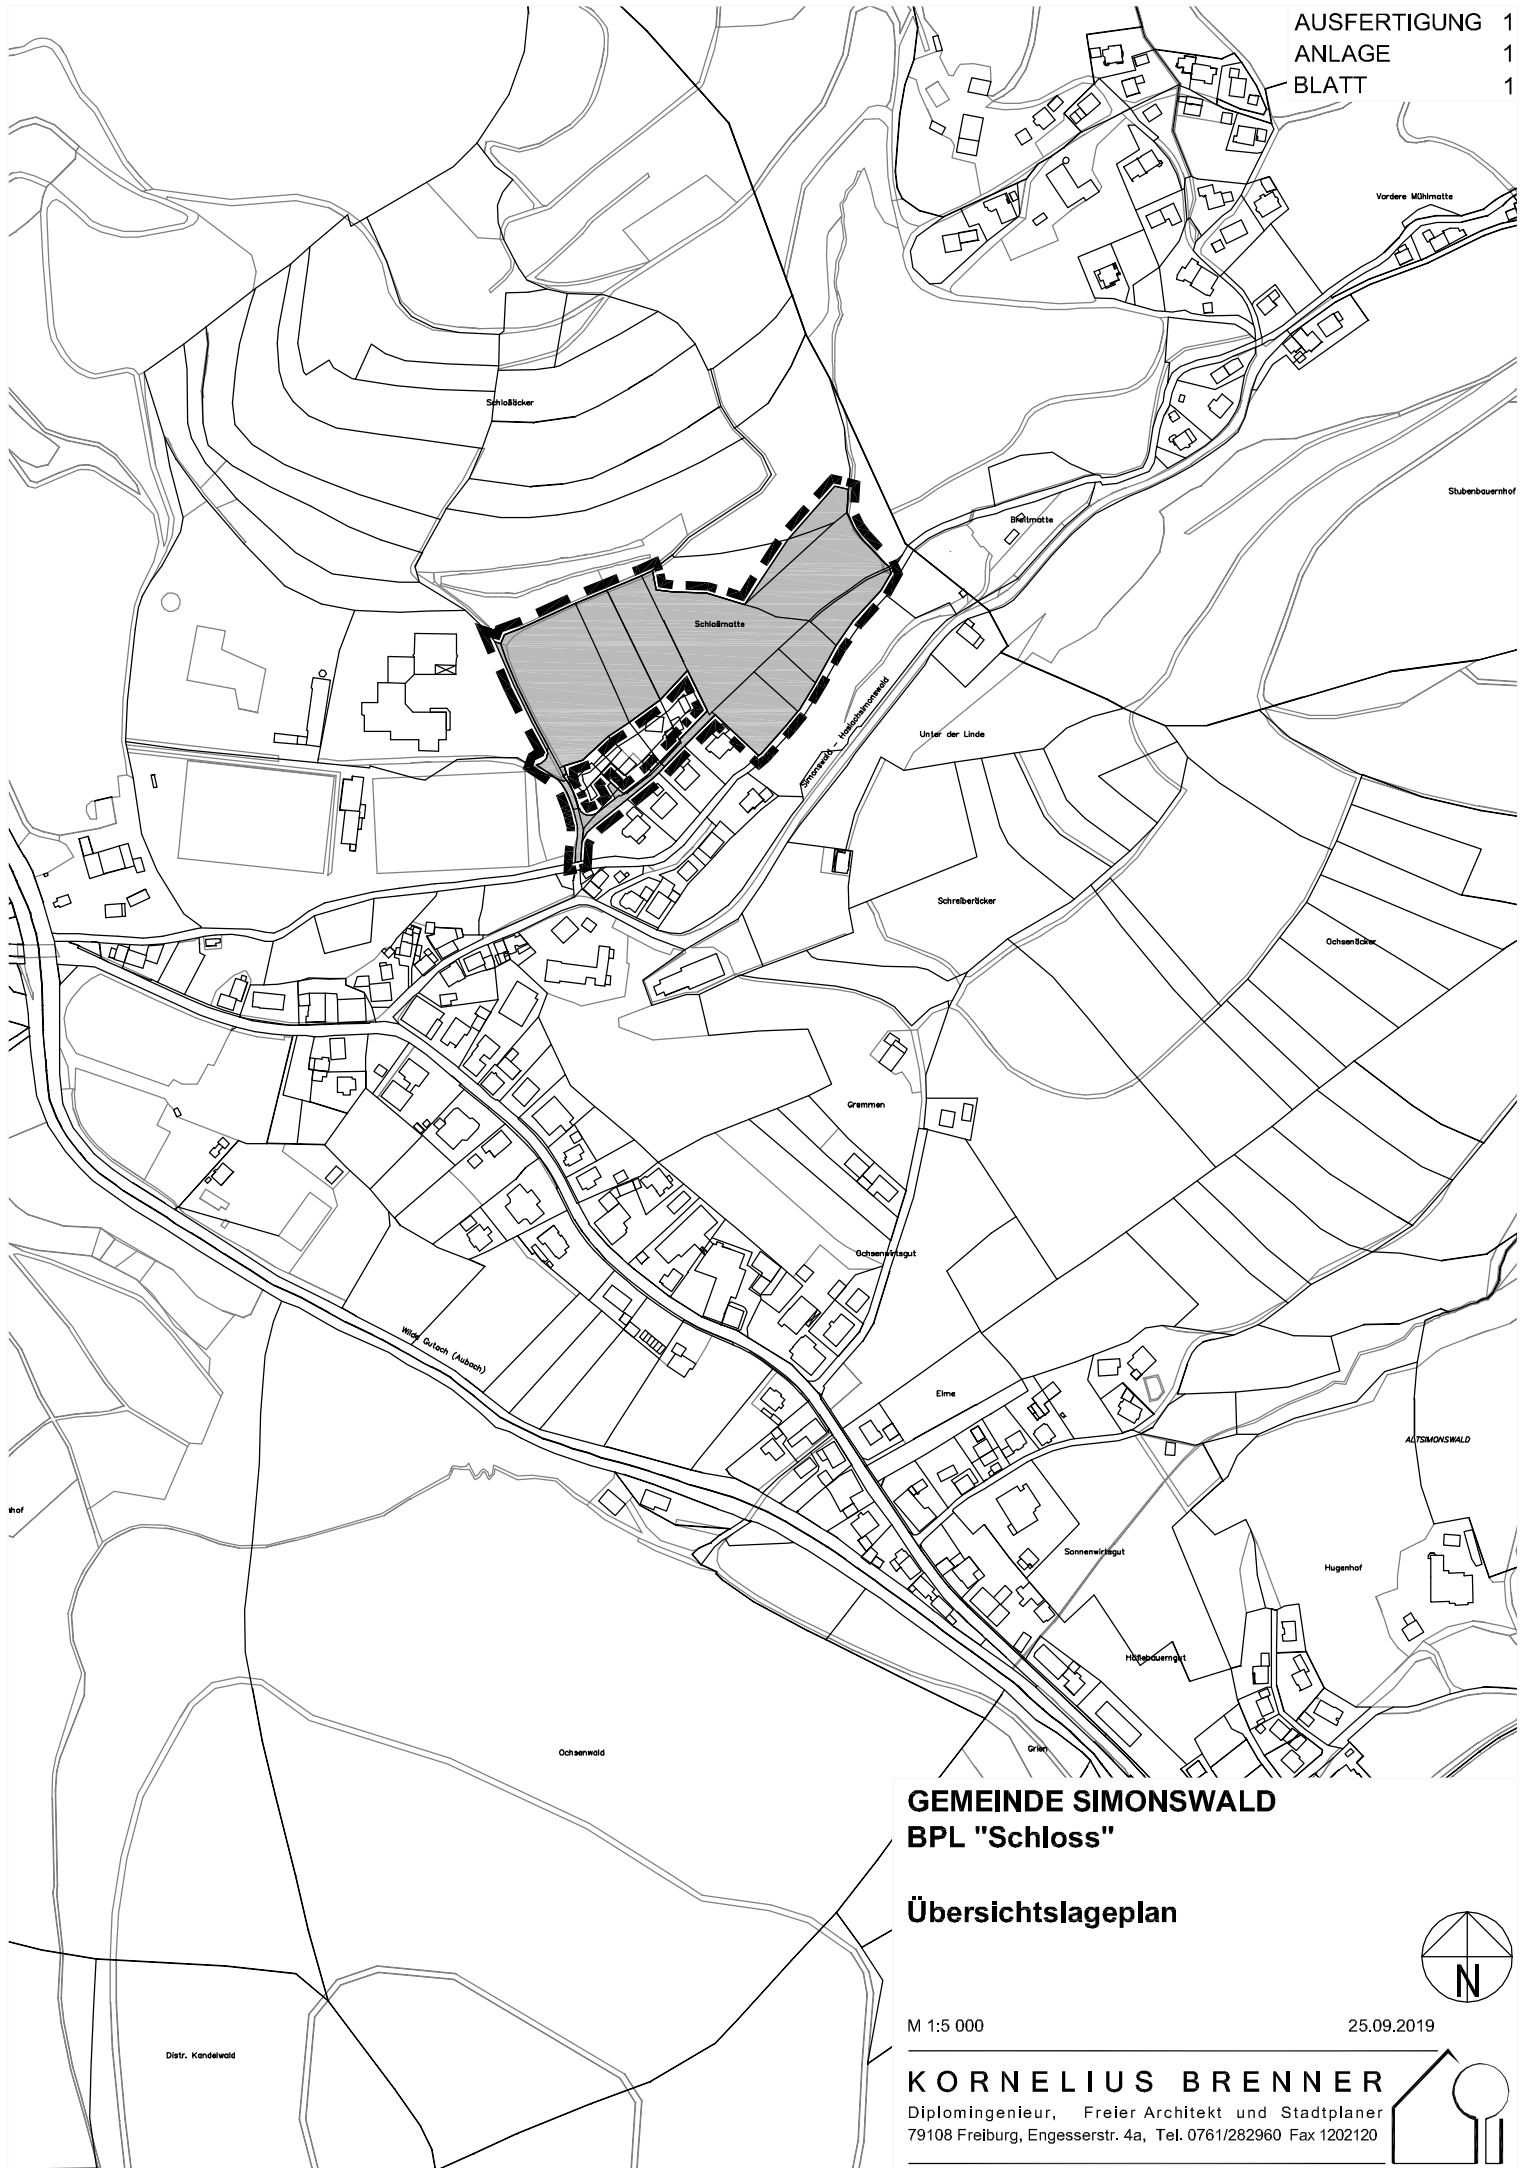 AUSFERTIGUNG 1
ANLAGE 1
BLATT 1
Vordere Mühlmatte
Schloßäcker
Stubenbauernhof
Breitmatte
Schloßmatte
Simonswald - Haslachsimonswald
Unter der Linde
Schreiberäcker
Ochsenäcker
Grammen
Ochsenwirtsgut
Wilde Gutach (Aubach)
Elme
ALTSIMONSWALD
hof
Sonnenwirtsgut
Hugenhof
Höflebauerngut
Ochsenwald
Grien
GEMEINDE SIMONSWALD
BPL "Schloss"
Übersichtslageplan
N
M 1:5 000 25.09.2019
Distr. Kandelwald
KORNELIUS BRENNER
Diplomingenieur, Freier Architekt und Stadtplaner
79108 Freiburg, Engesserstr. 4a, Tel. 0761/282960 Fax 1202120